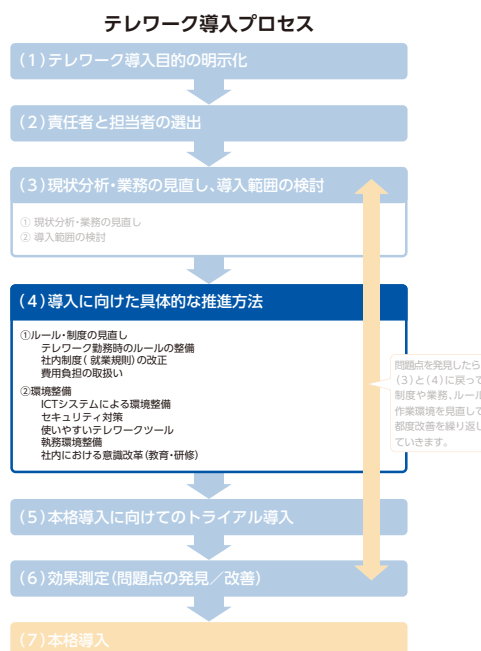 テレワーク導入プロセス
(1)テレワーク導入目的の明示化
(2)責任者と担当者の選出
(3)現状分析・業務の見直し、導入範囲の検討
① 現状分析・業務の見直し
② 導入範囲の検討
(4)導入に向けた具体的な推進方法
①ルール・制度の見直し
テレワーク勤務時のルールの整備
社内制度( 就業規則)の改正
費用負担の取扱い
②環境整備
ICTシステムによる環境整備
セキュリティ対策
使いやすいテレワークツール
執務環境整備
社内における意識改革(教育・研修)
問題点を発見したら
(3)と(4)に戻って
制度や業務、ルール
作業環境を見直して
都度改善を繰り返し
ていきます。
(5)本格導入に向けてのトライアル導入
(6)効果測定(問題点の発見／改善)
(7)本格導入